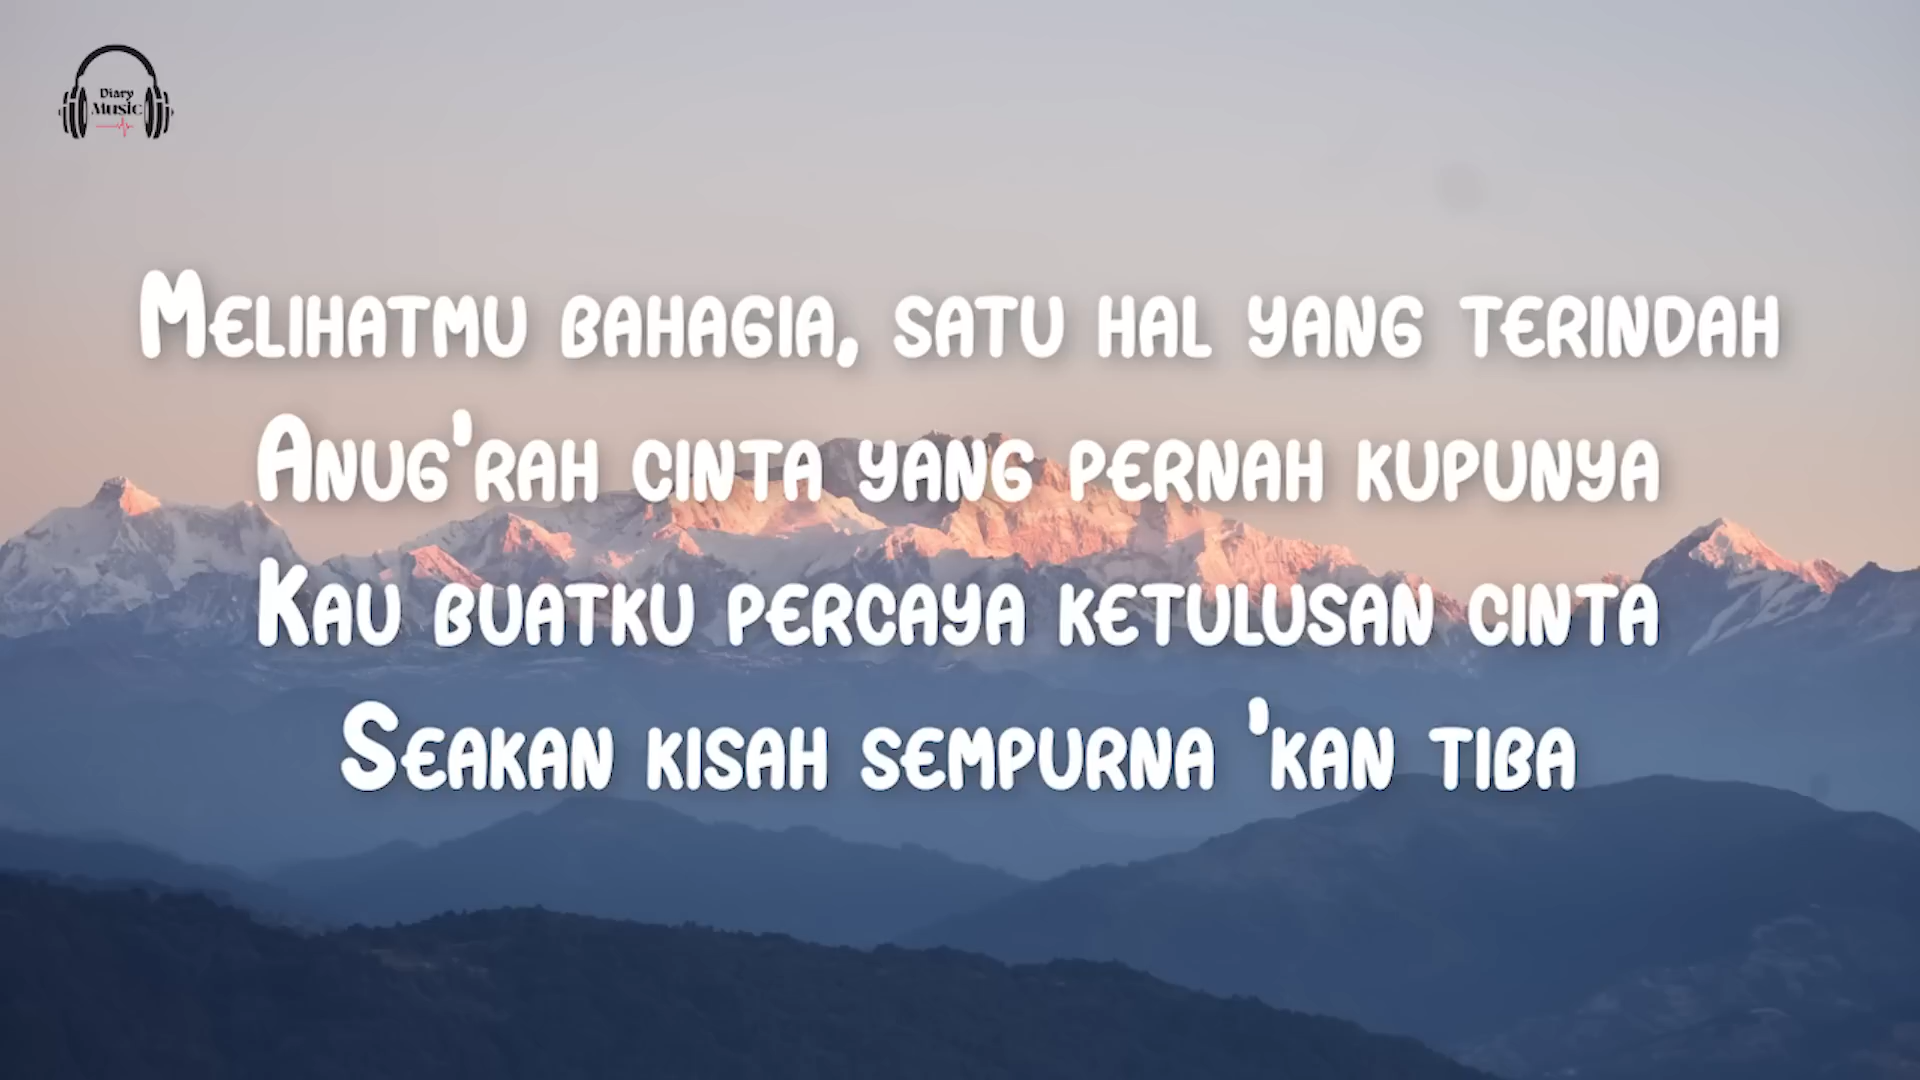 Diary
Music
Melihatmu bahagia, satu hal yang terindah
Anug'rah cinta yang pernah kupunya
Kau buatku percaya ketulusan cinta
Seakan kisah sempurna 'kan tiba